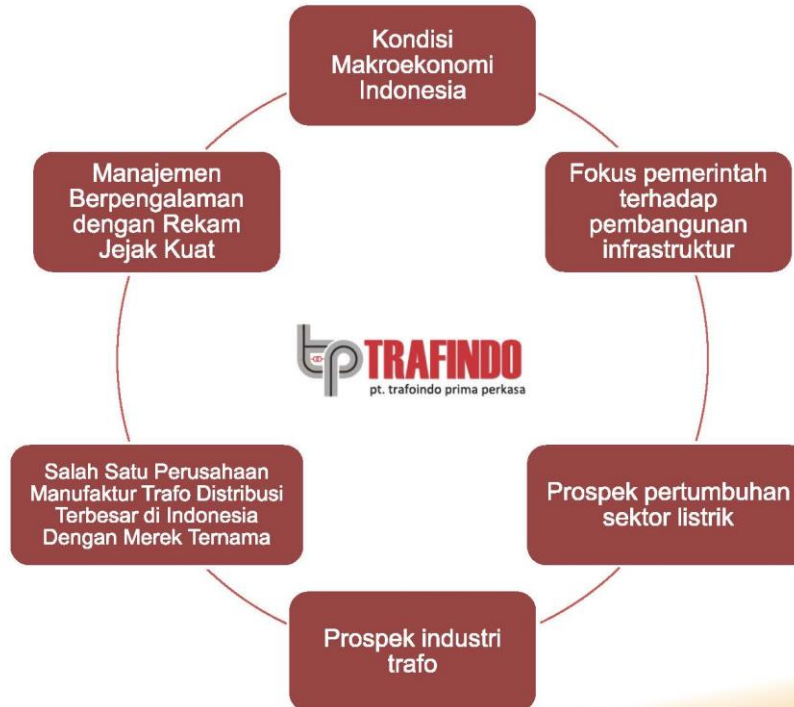 Kondisi
Makroekonomi
Indonesia
Fokus pemerintah
terhadap
pembangunan
infrastruktur
Prospek pertumbuhan
sektor listrik
Prospek industri
trafo
Salah Satu Perusahaan
Manufaktur Trafo Distribusi
Terbesar di Indonesia
Dengan Merek Ternama
Manajemen
Berpengalaman
dengan Rekam
Jejak Kuat
tp TRAFINDO
pt. trafoindo prima perkasa